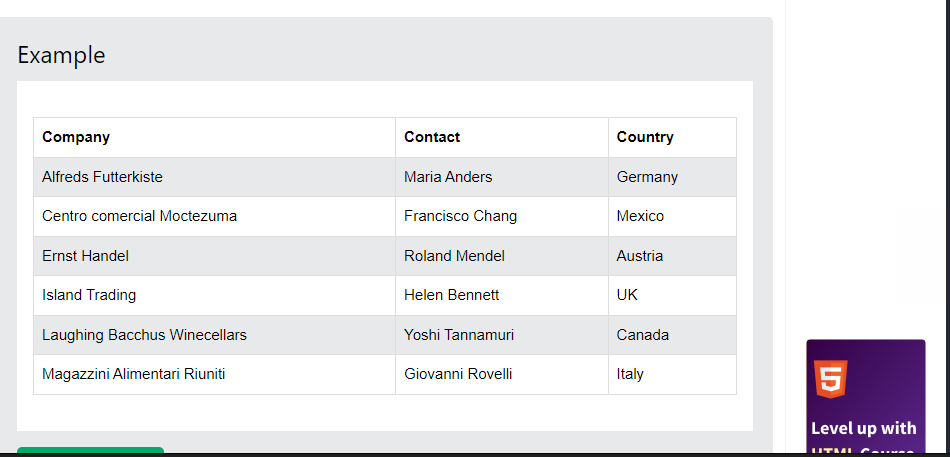 Example
Company Contact Country
Alfreds Futterkiste Maria Anders Germany
Centro comercial Moctezuma Francisco Chang Mexico
Ernst Handel Roland Mendel Austria
Island Trading Helen Bennett UK
Laughing Bacchus Winecellars Yoshi Tannamuri Canada
Magazzini Alimentari Riuniti Giovanni Rovelli Italy
5
Level up with
HTML Course